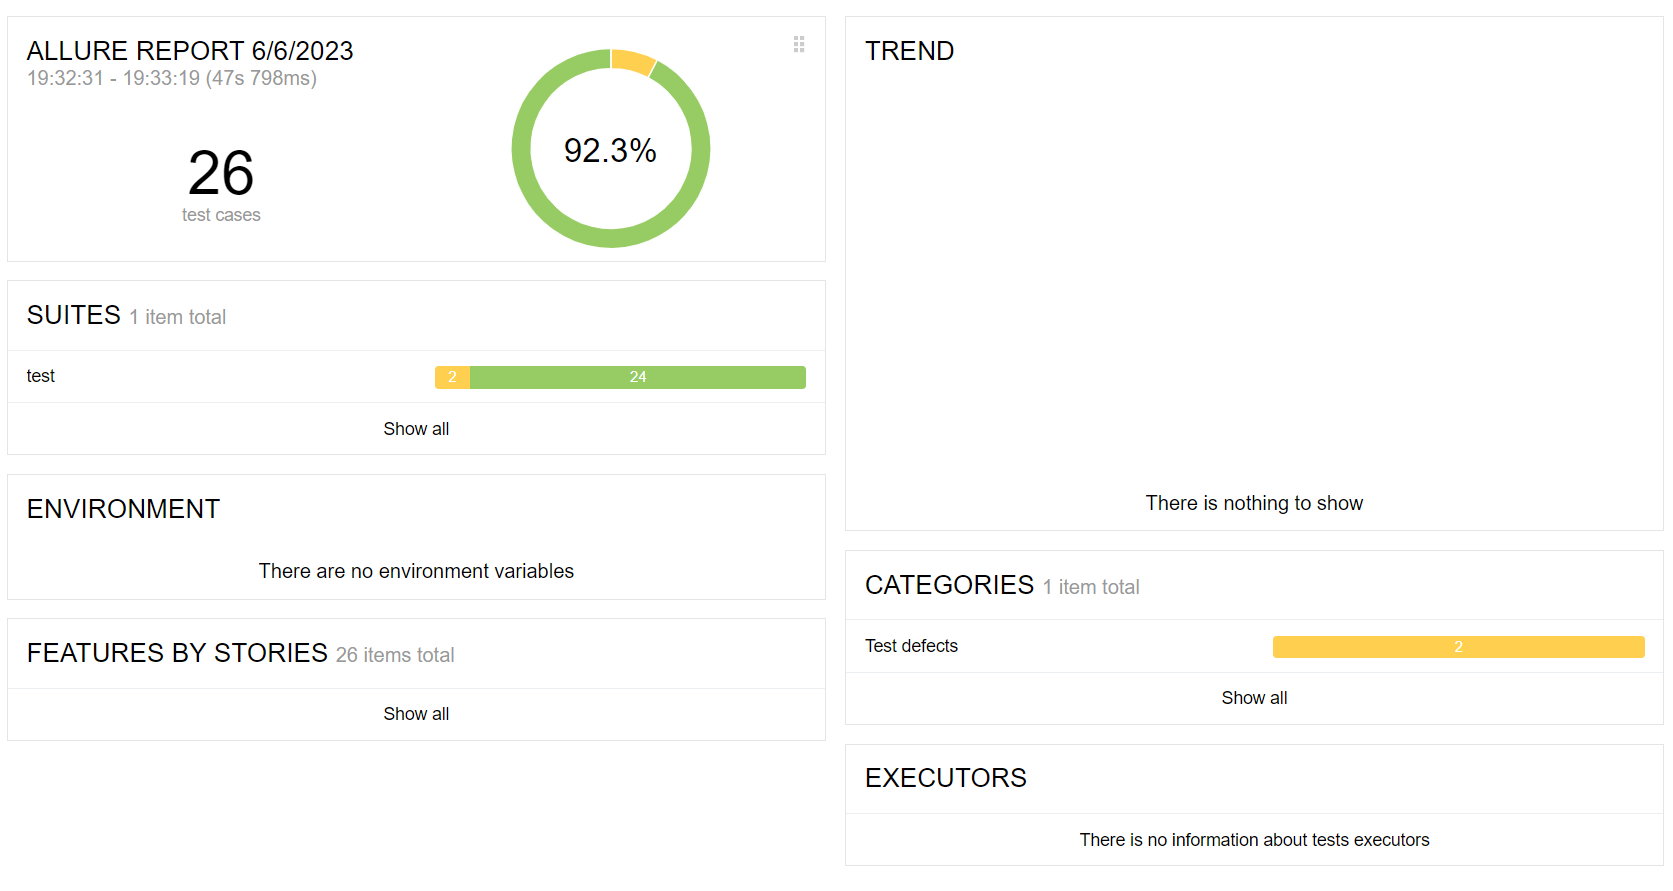 ALLURE REPORT 6/6/2023
19:32:31 - 19:33:19 (47s 798ms)
26
test cases
92.3%
SUITES 1 item total
test
2 24
Show all
ENVIRONMENT
There are no environment variables
FEATURES BY STORIES 26 items total
Show all
TREND
There is nothing to show
CATEGORIES 1 item total
Test defects
2
Show all
EXECUTORS
There is no information about tests executors